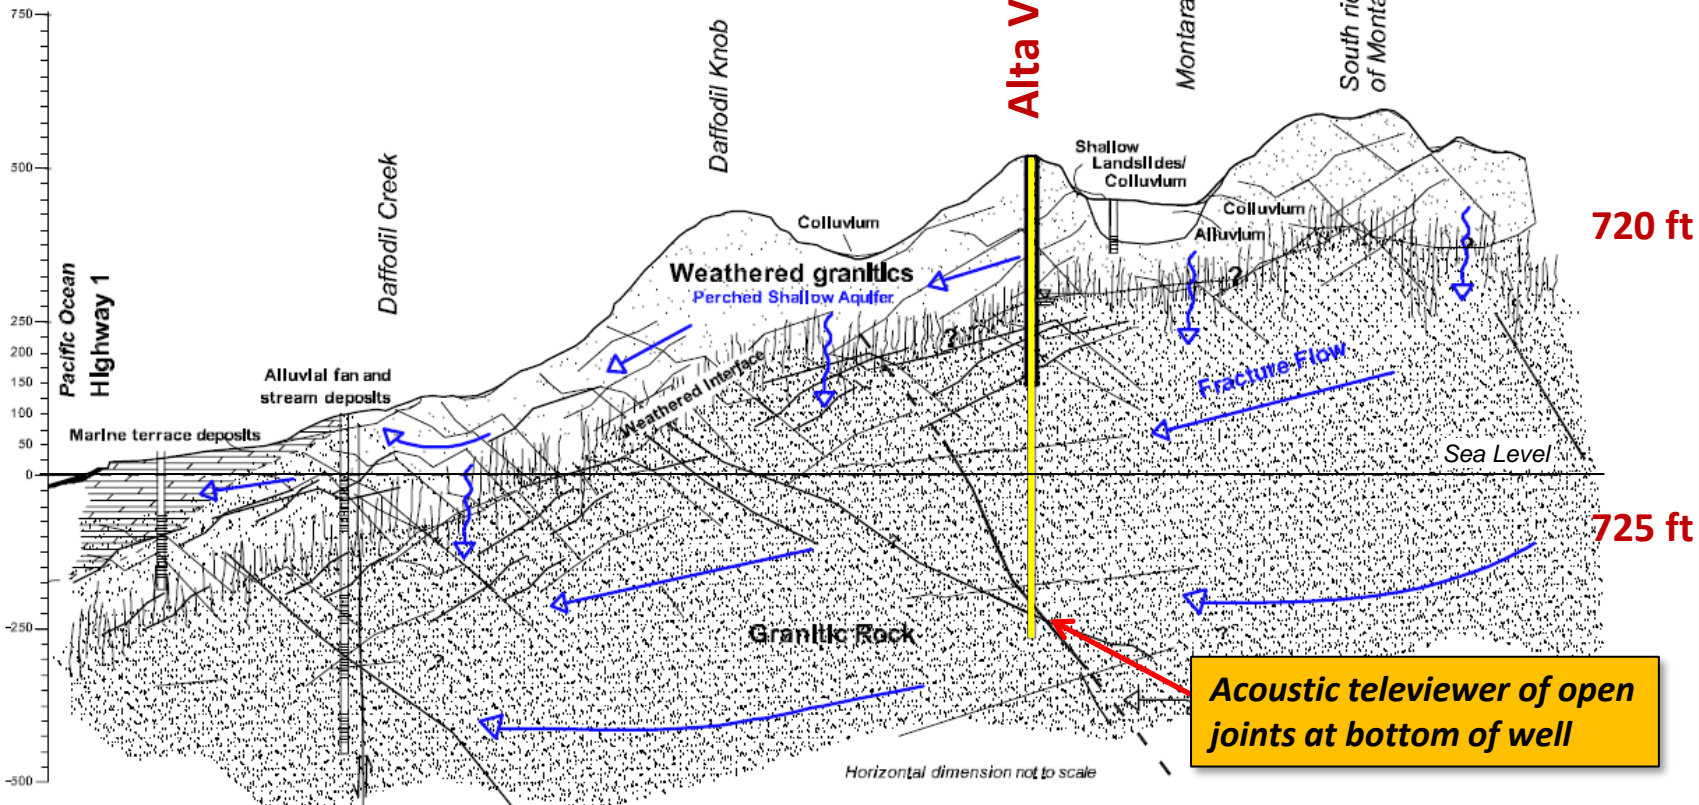 750
500
250
200
150
100
50
0
-250
-500
Pacific Ocean
Highway 1
Daffodil Creek
Daffodil Knob
Alta V
Montara
South ri
of Monta
Shallow
Landslides/
Colluvium
Colluvium
Colluvium
Alluvium
720 ft
Weathered granitics
Perched Shallow Aquifer
?
?
?
Alluvial fan and
stream deposits
Weathered Interface
Fracture Flow
Marine terrace deposits
Sea Level
725 ft
?
Granitic Rock
?
?
Acoustic televiewer of open
joints at bottom of well
Horizontal dimension not to scale